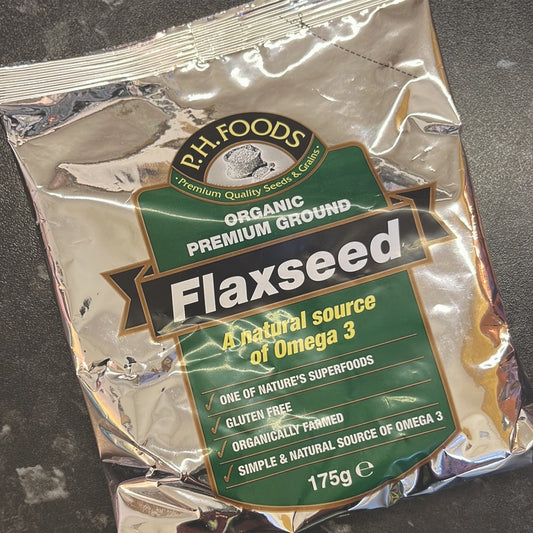 P.H. FOODS
• Premium Quality Seeds & Grains •
ORGANIC
PREMIUM GROUND
Flaxseed
A natural source
of Omega 3
✓ ONE OF NATURE'S SUPERFOODS
✓ GLUTEN FREE
✓ ORGANICALLY FARMED
✓ SIMPLE & NATURAL SOURCE OF OMEGA 3
175g ℮